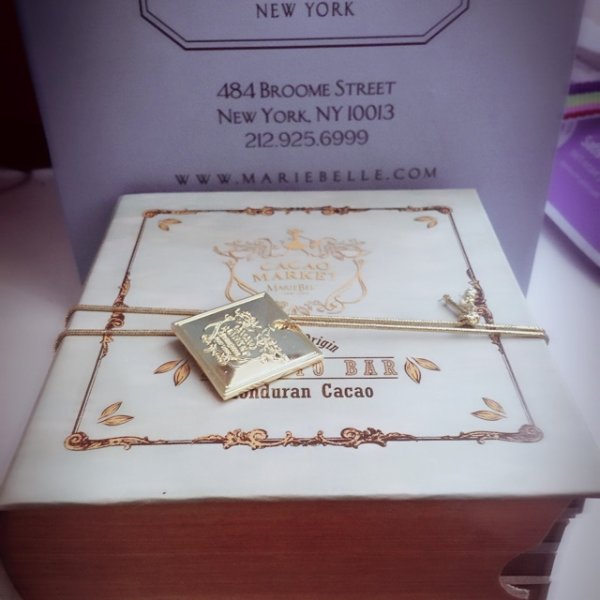 NEW YORK
484 BROOME STREET
NEW YORK, NY 10013
212.925.6999
WWW.MARIEBELLE.COM
CACAO
MARKET
Origin
BAR
Cacao